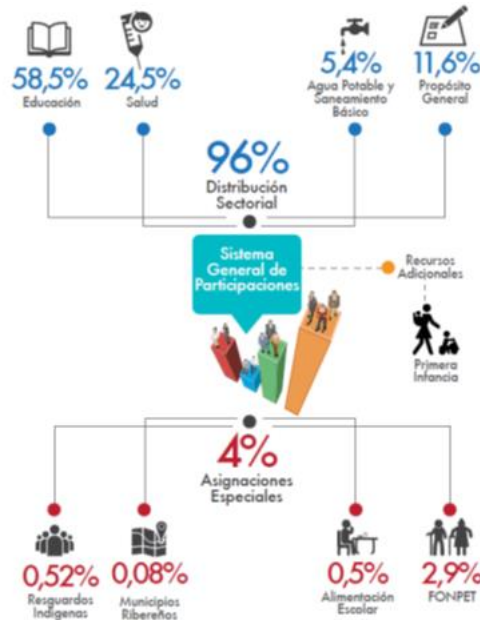 58,5%
Educación
24,5%
Salud
5,4%
Agua Potable y
Saneamiento
Básico
11,6%
Propósito
General
96%
Distribución
Sectorial
Sistema
General de
Participaciones
Recursos
Adicionales
Primera
Infancia
4%
Asignaciones
Especiales
0,52%
Resguardos
Indigenas
0,08%
Municipios
Ribereños
0,5%
Alimentación
Escolar
2,9%
FONPET